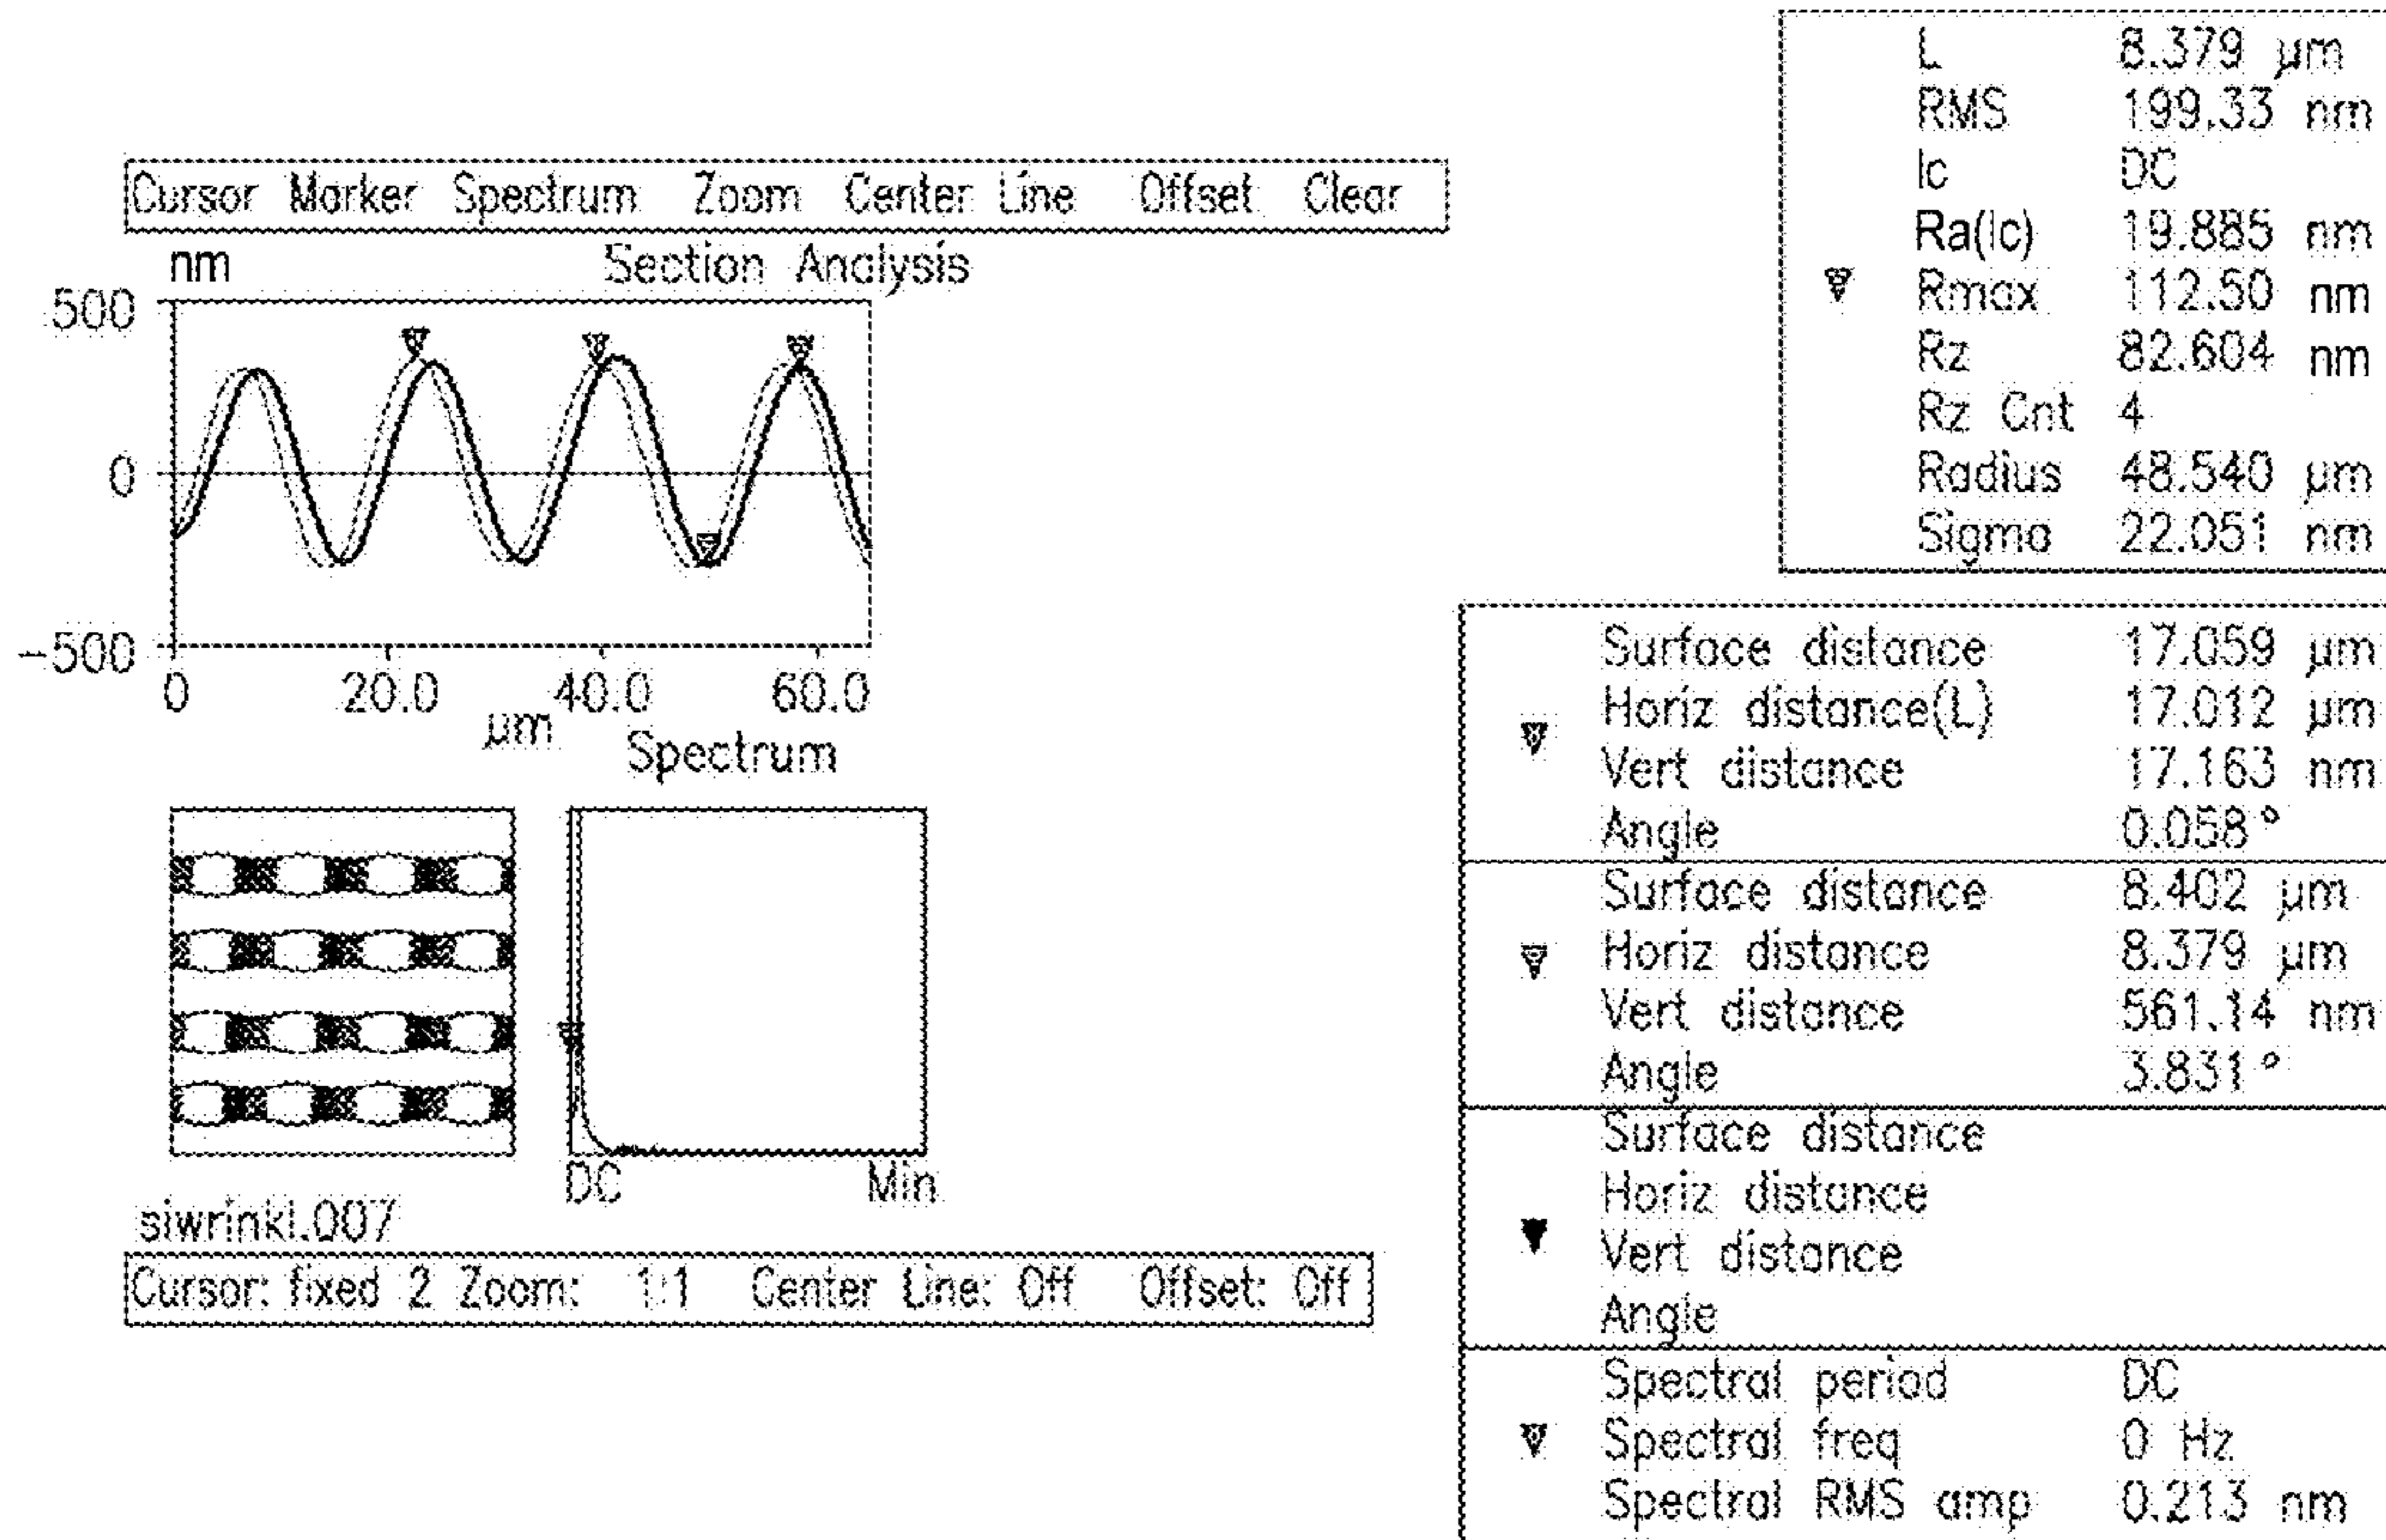 Cursor Marker Spectrum Zoom Center Line Offset Clear
nm
Section Analysis
500
0
-500
0 20.0 40.0 60.0
µm
Spectrum
DC Min
siwrinkl.007
Cursor: fixed 2 Zoom: 1:1 Center Line: Off Offset: Off
L 8.379 µm
RMS 199.33 nm
lc DC
Ra(lc) 19.885 nm
Rmax 112.50 nm
Rz 82.604 nm
Rz Cnt 4
Radius 48.540 µm
Sigma 22.051 nm
Surface distance 17.059 µm
Horiz distance(L) 17.012 µm
Vert distance 17.163 nm
Angle 0.058°
Surface distance 8.402 µm
Horiz distance 8.379 µm
Vert distance 561.14 nm
Angle 3.831°
Surface distance
Horiz distance
Vert distance
Angle
Spectral period DC
Spectral freq 0 Hz
Spectral RMS amp 0.213 nm